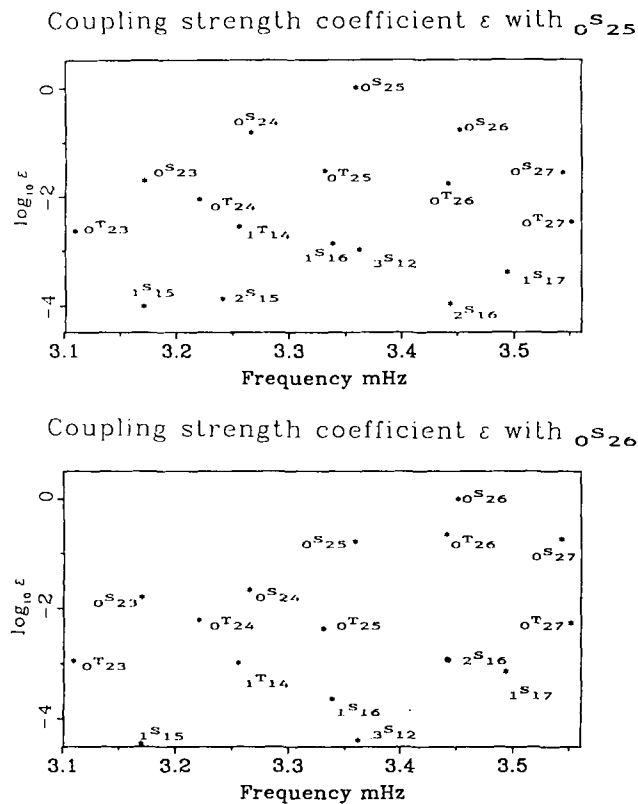 Coupling strength coefficient ε with ₀S₂₅
0
−2
−4
log₁₀ ε
₀S₂₅
₀S₂₄
₀S₂₆
₀S₂₃
₀T₂₅
₀S₂₇
₀T₂₄
₀T₂₆
₀T₂₃
₁T₁₄
₀T₂₇
₁S₁₆
₃S₁₂
₁S₁₇
₁S₁₅
₂S₁₅
₂S₁₆
3.1 3.2 3.3 3.4 3.5
Frequency mHz
Coupling strength coefficient ε with ₀S₂₆
0
−2
−4
log₁₀ ε
₀S₂₆
₀S₂₅
₀T₂₆
₀S₂₇
₀S₂₃
₀S₂₄
₀T₂₄
₀T₂₅
₀T₂₇
₀T₂₃
₁T₁₄
₂S₁₆
₁S₁₇
₁S₁₆
₁S₁₅
₃S₁₂
3.1 3.2 3.3 3.4 3.5
Frequency mHz